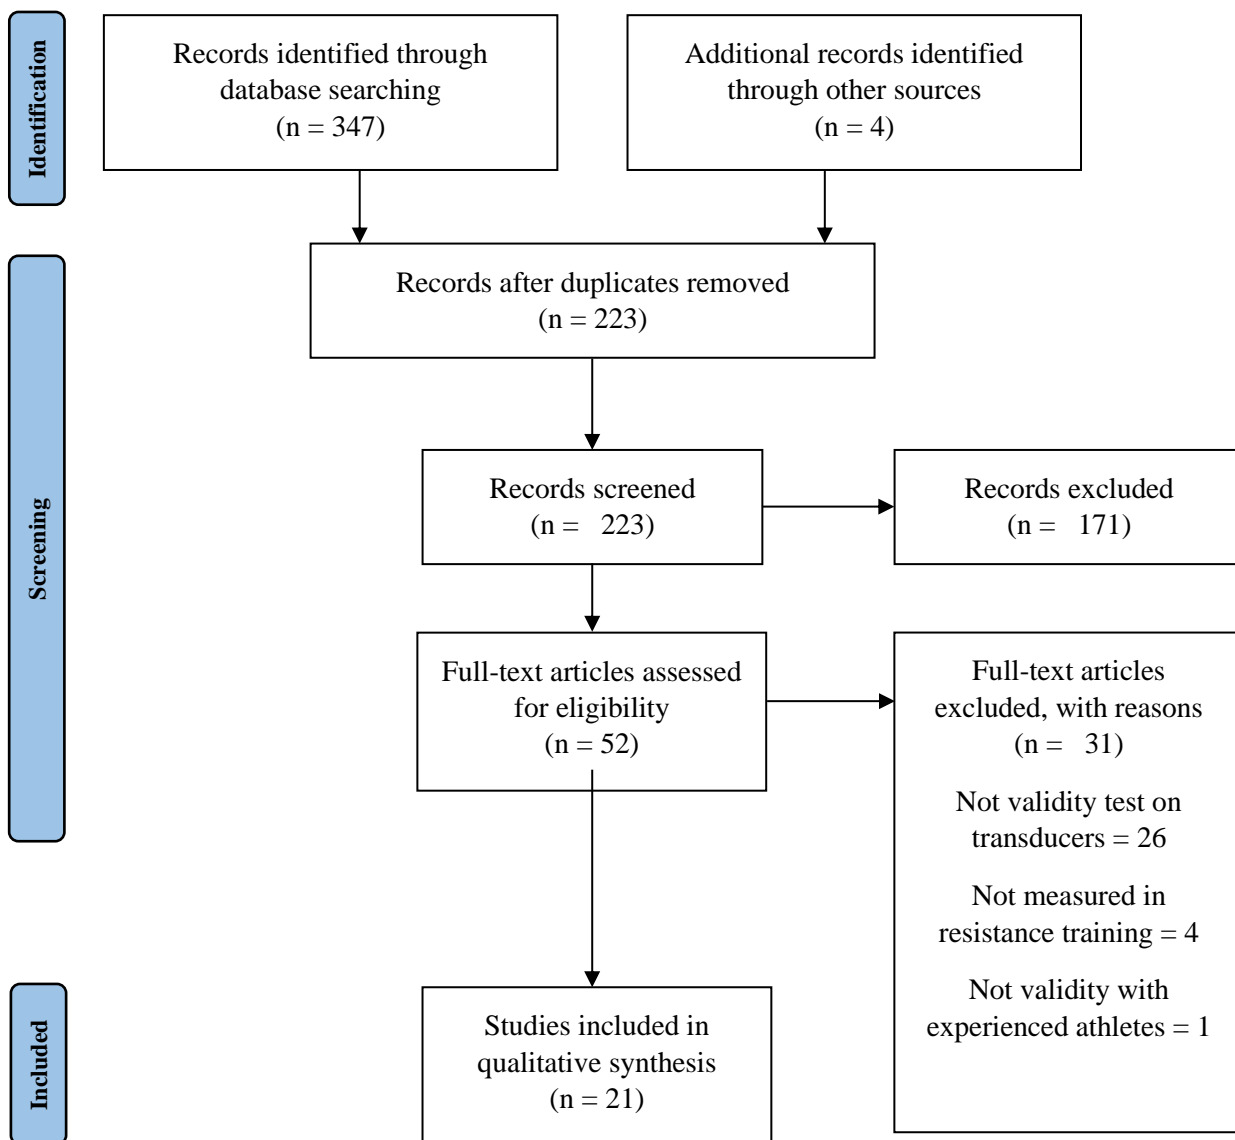 Identification
Records identified through
database searching
(n = 347)
Additional records identified
through other sources
(n = 4)
Screening
Records after duplicates removed
(n = 223)
Records screened
(n = 223)
Records excluded
(n = 171)
Full-text articles assessed
for eligibility
(n = 52)
Full-text articles
excluded, with reasons
(n = 31)
Not validity test on
transducers = 26
Not measured in
resistance training = 4
Not validity with
experienced athletes = 1
Included
Studies included in
qualitative synthesis
(n = 21)